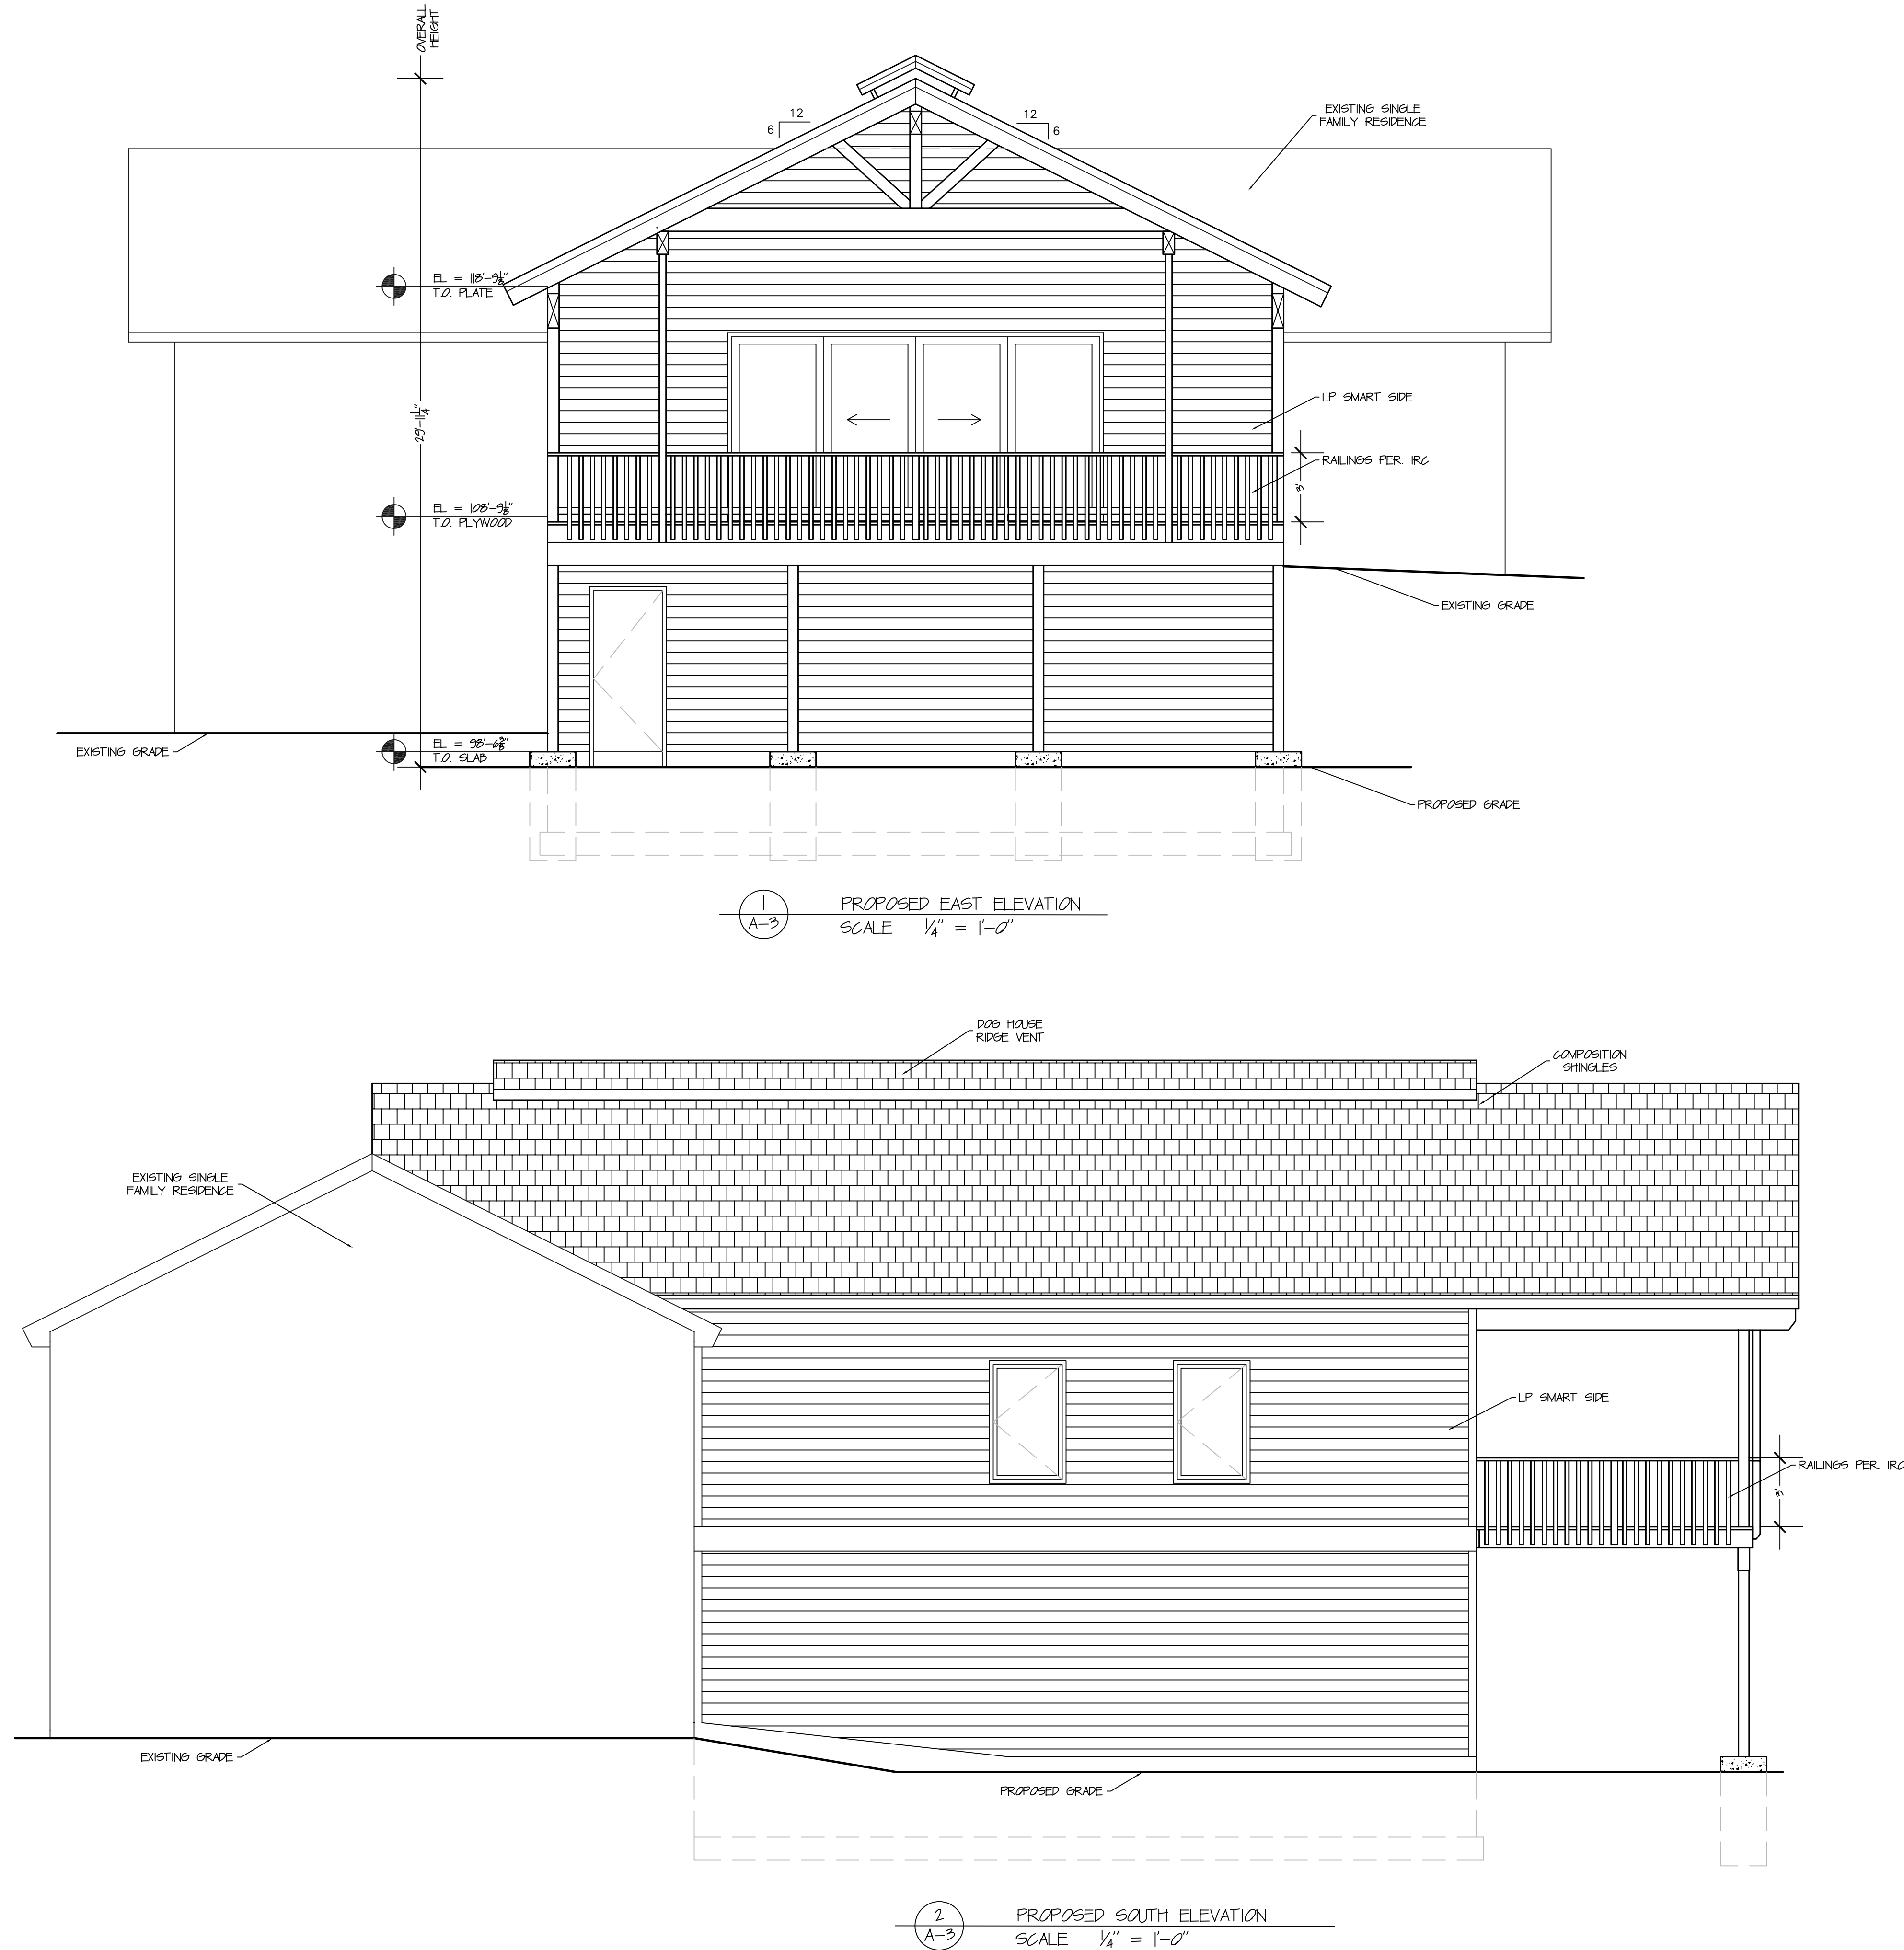 OVERALL
HEIGHT
12
6
12
6
EXISTING SINGLE
FAMILY RESIDENCE
EL = 118'-9⅛"
T.O. PLATE
LP SMART SIDE
29'-11¼"
RAILINGS PER. IRC
3'
EL = 108'-9⅛"
T.O. PLYWOOD
EXISTING GRADE
EXISTING GRADE
EL = 98'-6⅜"
T.O. SLAB
PROPOSED GRADE
1
A-3
PROPOSED EAST ELEVATION
SCALE ¼" = 1'-0"
DOG HOUSE
RIDGE VENT
COMPOSITION
SHINGLES
EXISTING SINGLE
FAMILY RESIDENCE
LP SMART SIDE
RAILINGS PER. IRC
3'
EXISTING GRADE
PROPOSED GRADE
2
A-3
PROPOSED SOUTH ELEVATION
SCALE ¼" = 1'-0"